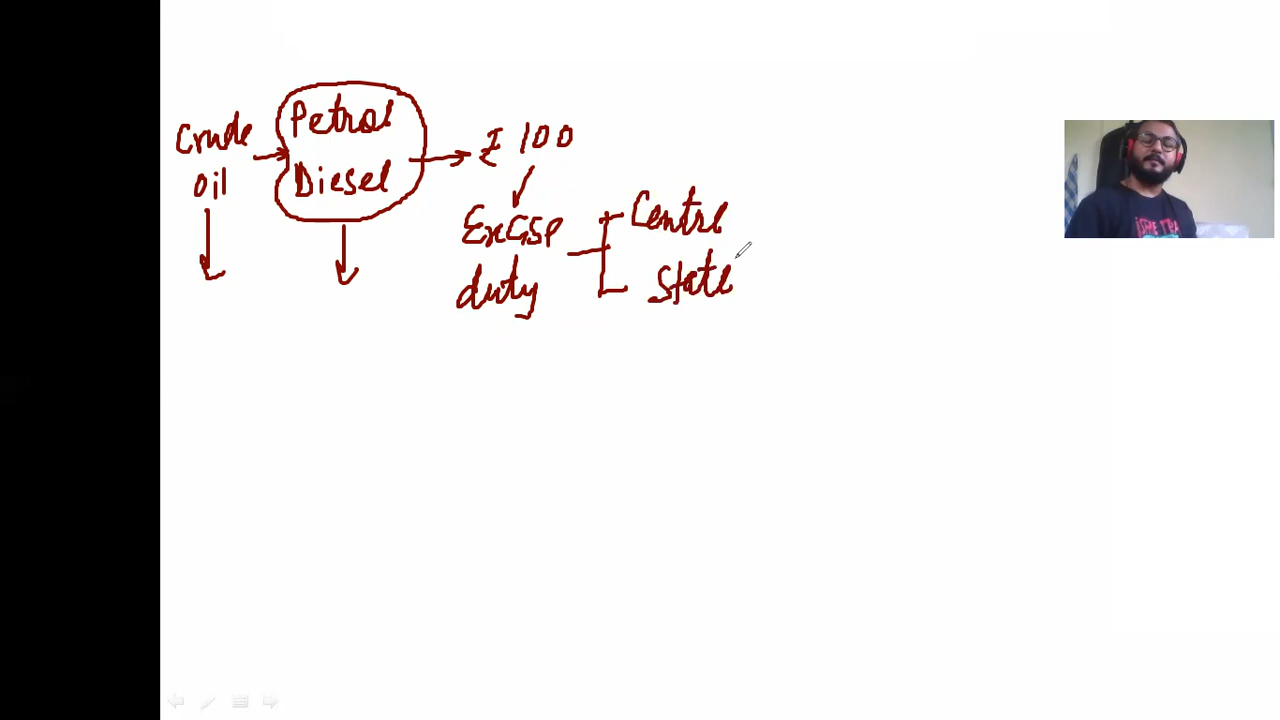 Crude
oil
Petrol
Diesel
₹ 100
Excise
duty
Centre
State